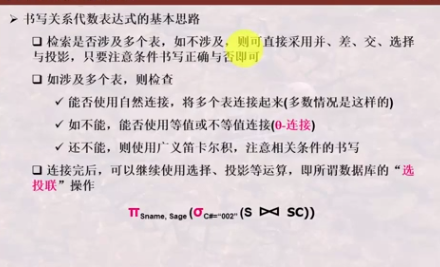 ➢ 书写关系代数表达式的基本思路
❑ 检索是否涉及多个表，如不涉及，则可直接采用并、差、交、选择
与投影，只要注意条件书写正确与否即可
❑ 如涉及多个表，则检查
✓ 能否使用自然连接，将多个表连接起来(多数情况是这样的)
✓ 如不能，能否使用等值或不等值连接(θ-连接)
✓ 还不能，则使用广义笛卡尔积，注意相关条件的书写
❑ 连接完后，可以继续使用选择、投影等运算，即所谓数据库的“选
投联”操作
π Sname, Sage (σ C#=“002” (S ⋈ SC))